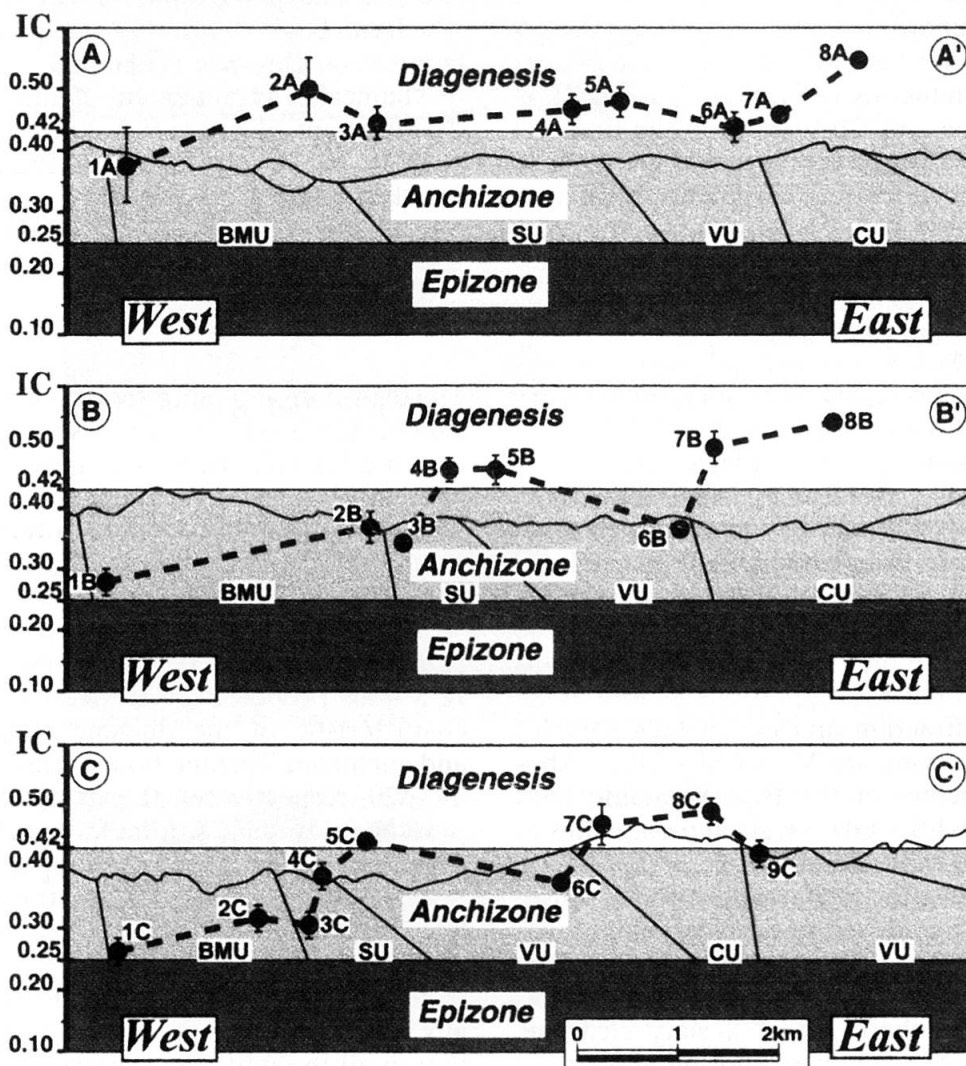 IC
A
A'
Diagenesis
0.50
0.42
0.40
0.30
0.25
0.20
0.10
1A
2A
3A
4A
5A
6A
7A
8A
Anchizone
BMU
SU
VU
CU
Epizone
West
East
IC
B
B'
Diagenesis
0.50
0.42
0.40
0.30
0.25
0.20
0.10
1B
2B
3B
4B
5B
6B
7B
8B
Anchizone
BMU
SU
VU
CU
Epizone
West
East
IC
C
C'
Diagenesis
0.50
0.42
0.40
0.30
0.25
0.20
0.10
1C
2C
3C
4C
5C
6C
7C
8C
9C
Anchizone
BMU
SU
VU
CU
VU
Epizone
West
East
0 1 2km